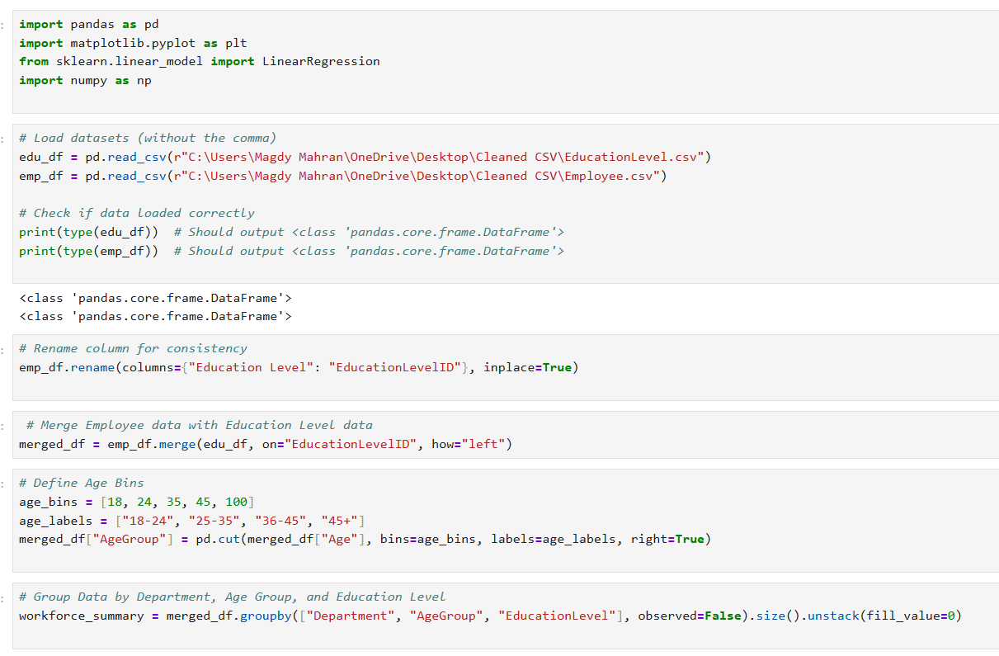 import pandas as pd
import matplotlib.pyplot as plt
from sklearn.linear_model import LinearRegression
import numpy as np
# Load datasets (without the comma)
edu_df = pd.read_csv(r"C:\Users\Magdy Mahran\OneDrive\Desktop\Cleaned CSV\EducationLevel.csv")
emp_df = pd.read_csv(r"C:\Users\Magdy Mahran\OneDrive\Desktop\Cleaned CSV\Employee.csv")
# Check if data loaded correctly
print(type(edu_df))  # Should output <class 'pandas.core.frame.DataFrame'>
print(type(emp_df))  # Should output <class 'pandas.core.frame.DataFrame'>
<class 'pandas.core.frame.DataFrame'>
<class 'pandas.core.frame.DataFrame'>
# Rename column for consistency
emp_df.rename(columns={"Education Level": "EducationLevelID"}, inplace=True)
# Merge Employee data with Education Level data
merged_df = emp_df.merge(edu_df, on="EducationLevelID", how="left")
# Define Age Bins
age_bins = [18, 24, 35, 45, 100]
age_labels = ["18-24", "25-35", "36-45", "45+"]
merged_df["AgeGroup"] = pd.cut(merged_df["Age"], bins=age_bins, labels=age_labels, right=True)
# Group Data by Department, Age Group, and Education Level
workforce_summary = merged_df.groupby(["Department", "AgeGroup", "EducationLevel"], observed=False).size().unstack(fill_value=0)